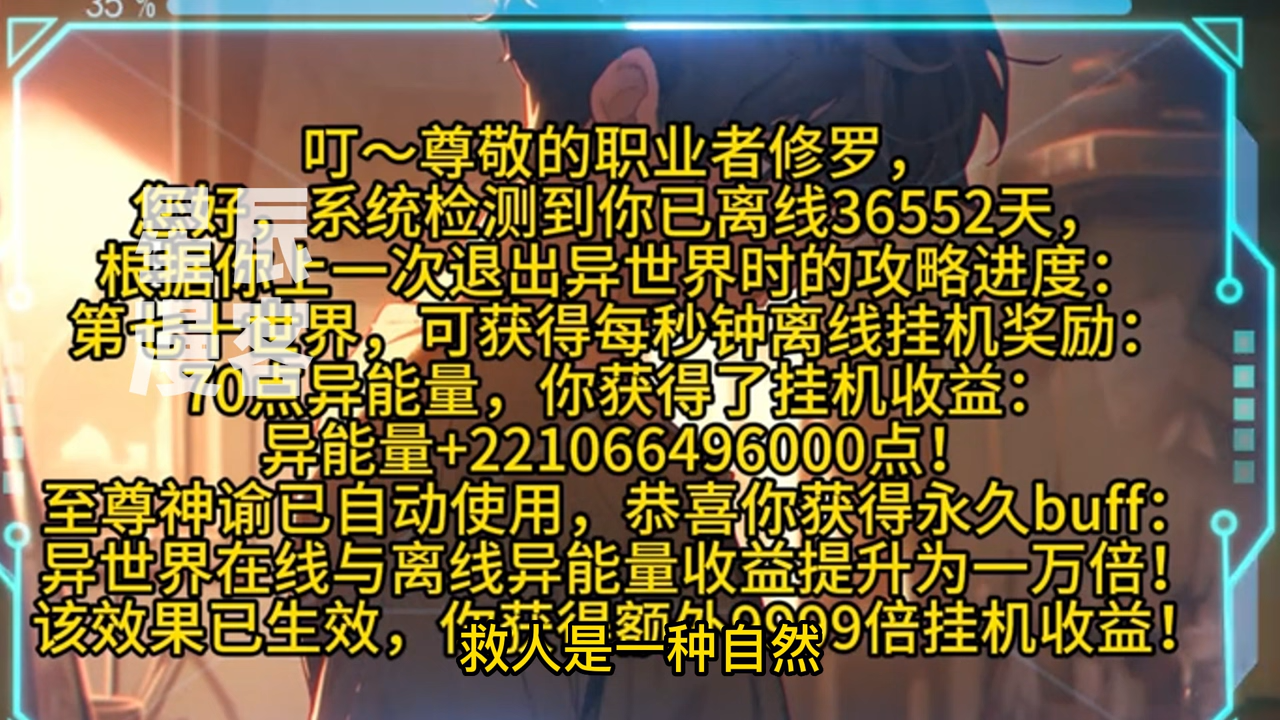 35%
叮～尊敬的职业者修罗，
您好，系统检测到你已离线36552天，
根据你上一次退出异世界时的攻略进度：
第七十世界，可获得每秒钟离线挂机奖励：
70点异能量，你获得了挂机收益：
异能量+221066496000点！
至尊神谕已自动使用，恭喜你获得永久buff：
异世界在线与离线异能量收益提升为一万倍！
该效果已生效，你获得额外9999倍挂机收益！
救人是一种自然
漫客